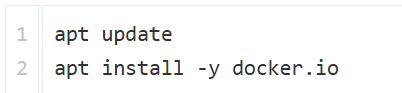 1 apt update
2 apt install -y docker.io